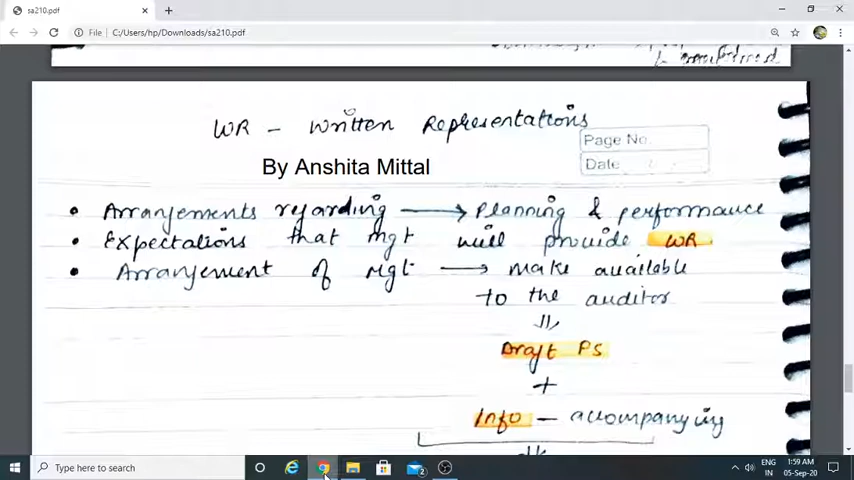 sa210.pdf
File | C:/Users/hp/Downloads/sa210.pdf
WR - Written Representations
Page No.
Date
By Anshita Mittal
• Arrangements regarding → Planning & performance
• Expectations that mgt will provide WR
• Arrangement of Mgt → make available
to the auditor
Draft FS
+
Info - accompanying
Type here to search
2
ENG
IN
1:59 AM
05-Sep-20